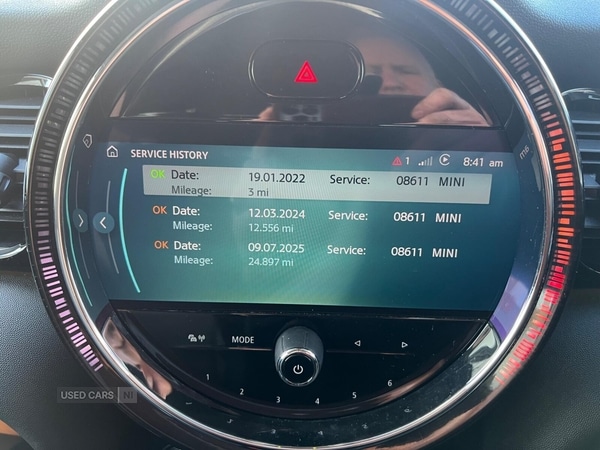 SERVICE HISTORY 1 8:41 am
OK Date: 19.01.2022 Service: 08611 MINI
Mileage: 3 mi
OK Date: 12.03.2024 Service: 08611 MINI
Mileage: 12.556 mi
OK Date: 09.07.2025 Service: 08611 MINI
Mileage: 24.897 mi
MODE
1 2 3 4 5 6
USED CARS NI